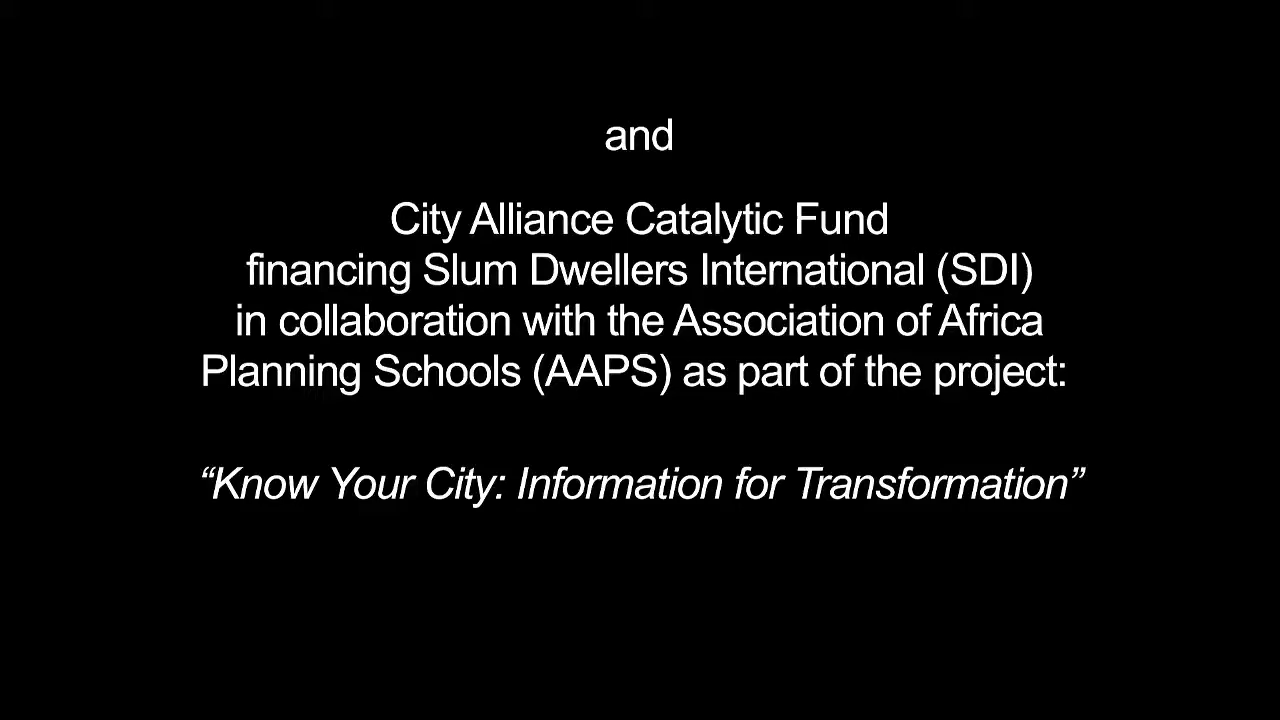 and
City Alliance Catalytic Fund
financing Slum Dwellers International (SDI)
in collaboration with the Association of Africa
Planning Schools (AAPS) as part of the project:
“Know Your City: Information for Transformation”